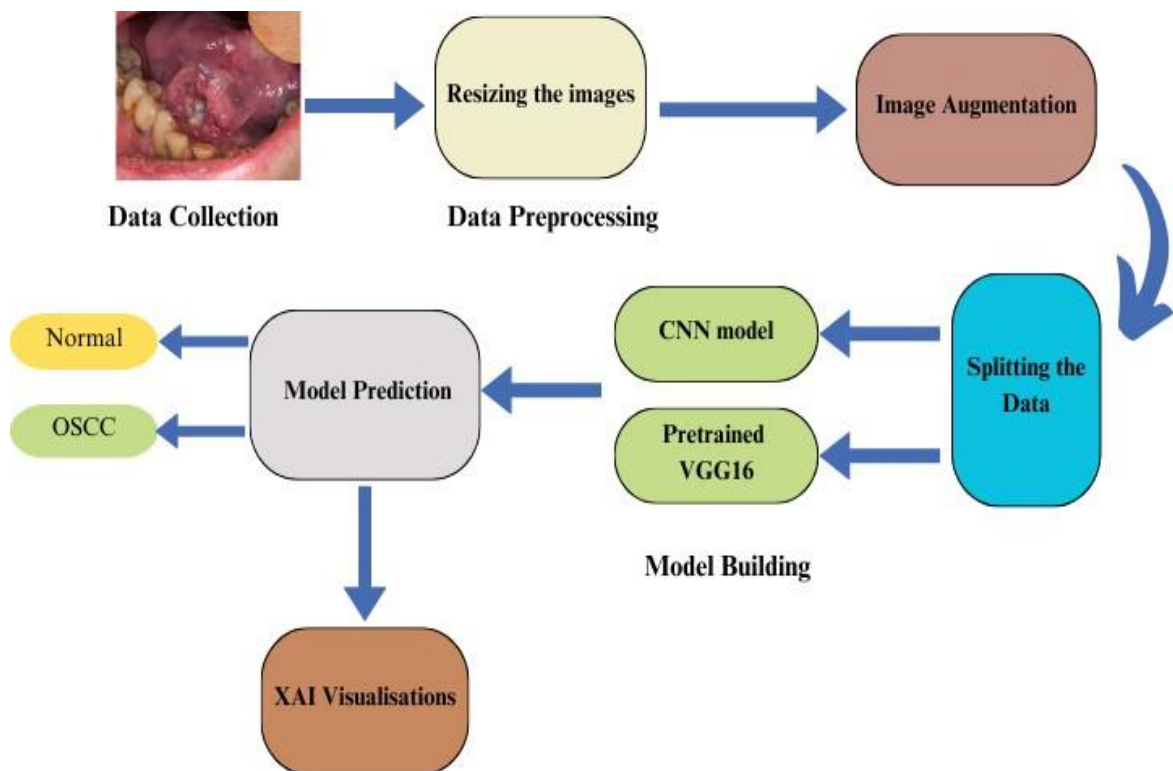 Resizing the images
Image Augmentation
Data Collection
Data Preprocessing
Splitting the
Data
CNN model
Pretrained
VGG16
Model Building
Model Prediction
Normal
OSCC
XAI Visualisations